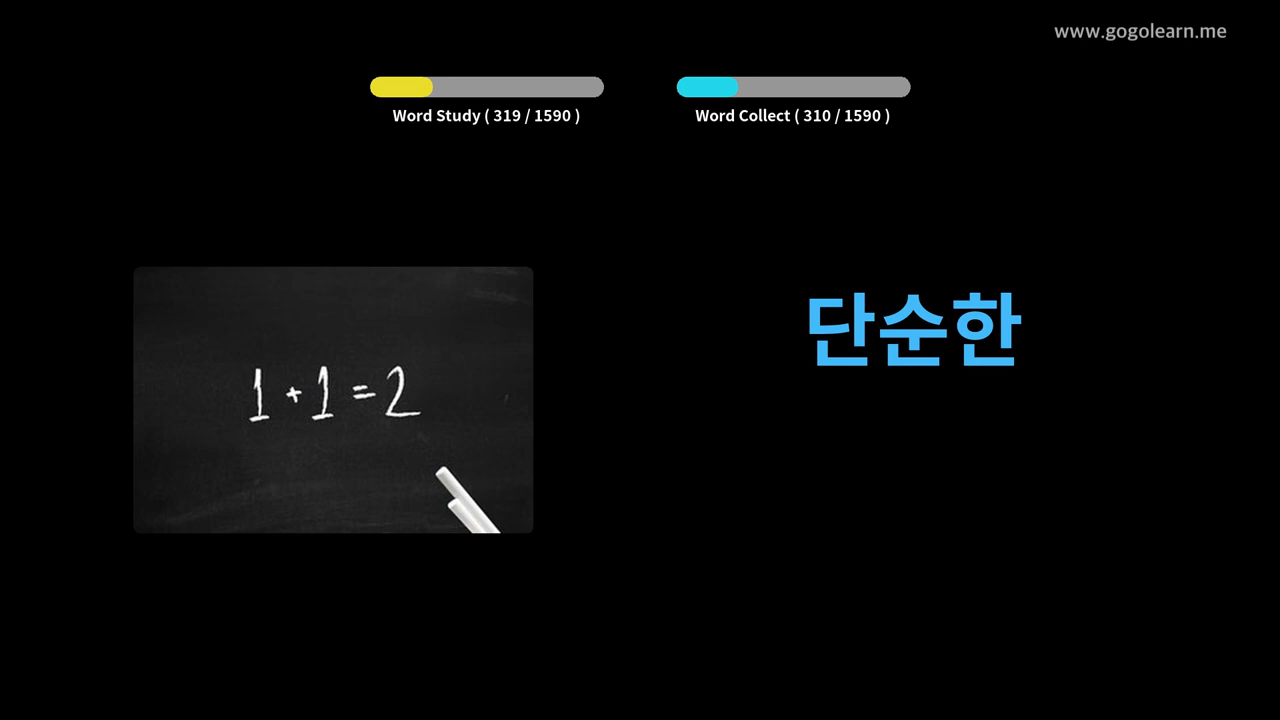 www.gogolearn.me
Word Study ( 319 / 1590 )
Word Collect ( 310 / 1590 )
단순한
1 + 1 = 2